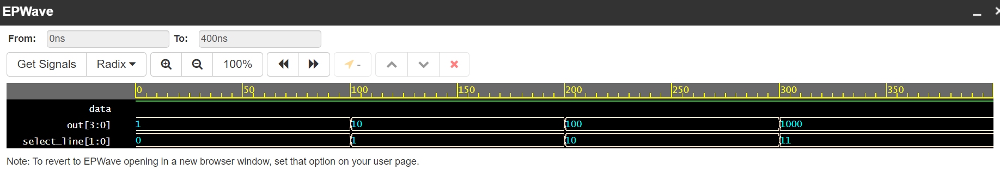 EPWave
From: 0ns To: 400ns
Get Signals Radix 100% -
0 50 100 150 200 250 300 350
data
out[3:0] 1 10 100 1000
select_line[1:0] 0 1 10 11
Note: To revert to EPWave opening in a new browser window, set that option on your user page.